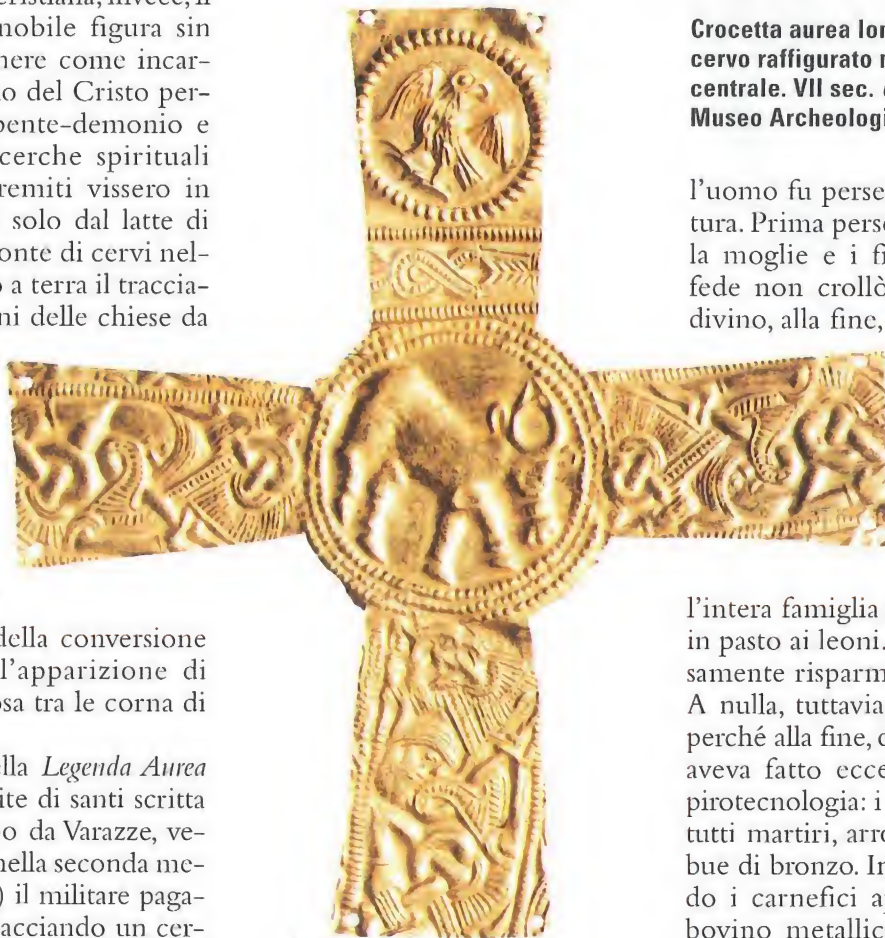 ristiana, invece, il
nobile figura sin
nere come incar-
o del Cristo per-
pente-demonio e
cerche spirituali
remiti vissero in
solo dal latte di
onte di cervi nel-
o a terra il traccia-
ni delle chiese da
della conversione
l'apparizione di
osa tra le corna di
lla Legenda Aurea
ite di santi scritta
o da Varazze, ve-
nella seconda me-
) il militare paga-
acciando un cer-
Crocetta aurea lon
cervo raffigurato
centrale. VII sec.
Museo Archeologi
l'uomo fu perse
tura. Prima perse
la moglie e i fi
fede non crollò
divino, alla fine,
l'intera famiglia
in pasto ai leoni.
samente risparm
A nulla, tuttavia
perché alla fine,
aveva fatto ecce
pirotecnologia: i
tutti martiri, arro
bue di bronzo. In
do i carnefici a
bovino metallic